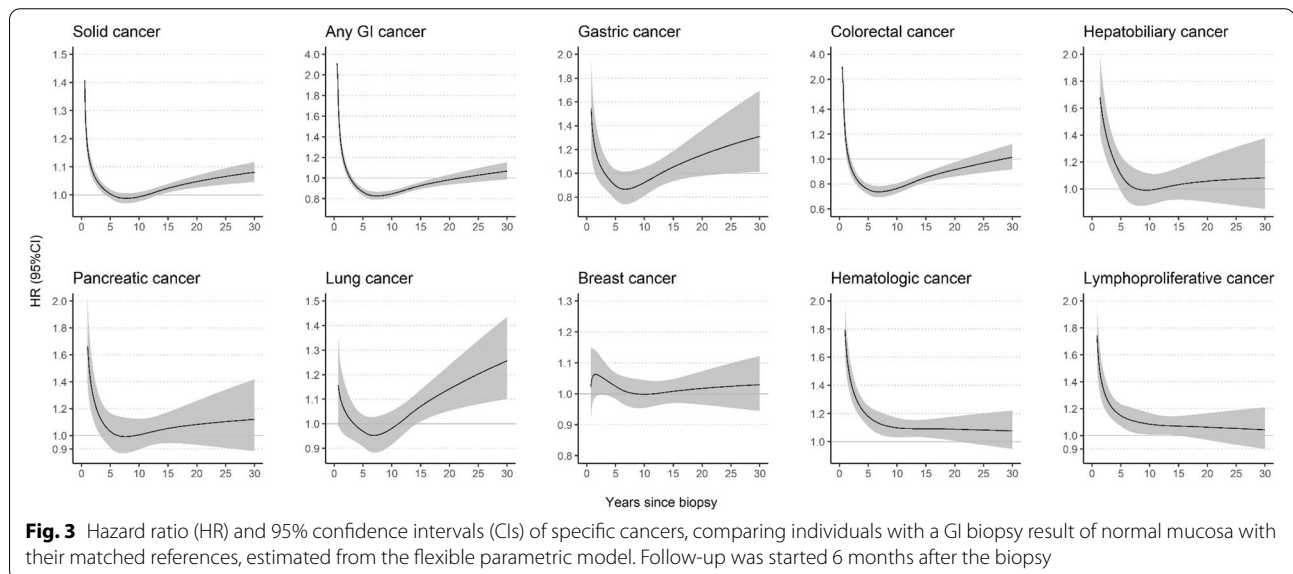 Solid cancer
1.5
1.4
1.3
1.2
1.1
1.0
0 5 10 15 20 25 30
Any GI cancer
4.0
2.0
1.4
1.2
1.0
0.8
0 5 10 15 20 25 30
Gastric cancer
2.0
1.8
1.6
1.4
1.2
1.0
0.8
0 5 10 15 20 25 30
Colorectal cancer
4.0
2.0
1.4
1.2
1.0
0.8
0.6
0 5 10 15 20 25 30
Hepatobiliary cancer
2.0
1.8
1.6
1.4
1.2
1.0
0 5 10 15 20 25 30
HR (95%CI)
Pancreatic cancer
2.0
1.8
1.6
1.4
1.2
1.0
0.9
0 5 10 15 20 25 30
Lung cancer
1.5
1.4
1.3
1.2
1.1
1.0
0.9
0 5 10 15 20 25 30
Breast cancer
1.3
1.2
1.1
1.0
0.9
0.8
0 5 10 15 20 25 30
Hematologic cancer
2.0
1.8
1.6
1.4
1.2
1.0
0 5 10 15 20 25 30
Lymphoproliferative cancer
2.0
1.8
1.6
1.4
1.2
1.0
0.9
0 5 10 15 20 25 30
Years since biopsy
Fig. 3 Hazard ratio (HR) and 95% confidence intervals (CIs) of specific cancers, comparing individuals with a GI biopsy result of normal mucosa with
their matched references, estimated from the flexible parametric model. Follow-up was started 6 months after the biopsy